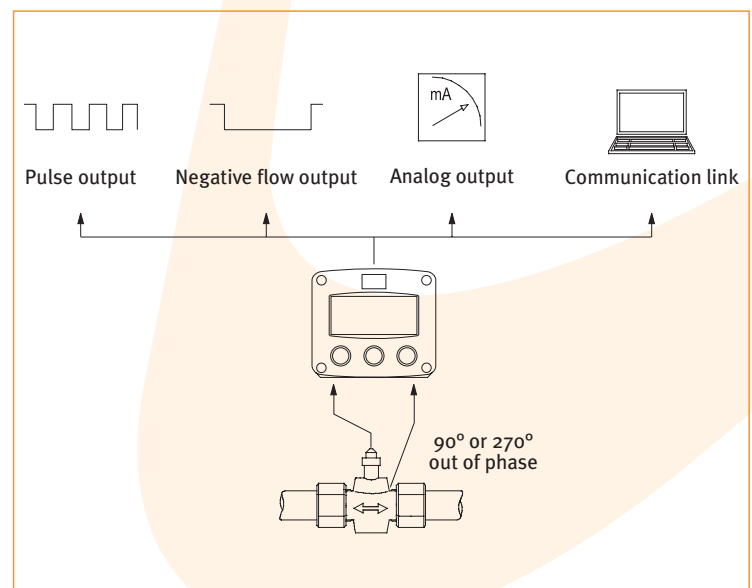 mA
Pulse output
Negative flow output
Analog output
Communication link
90° or 270°
out of phase